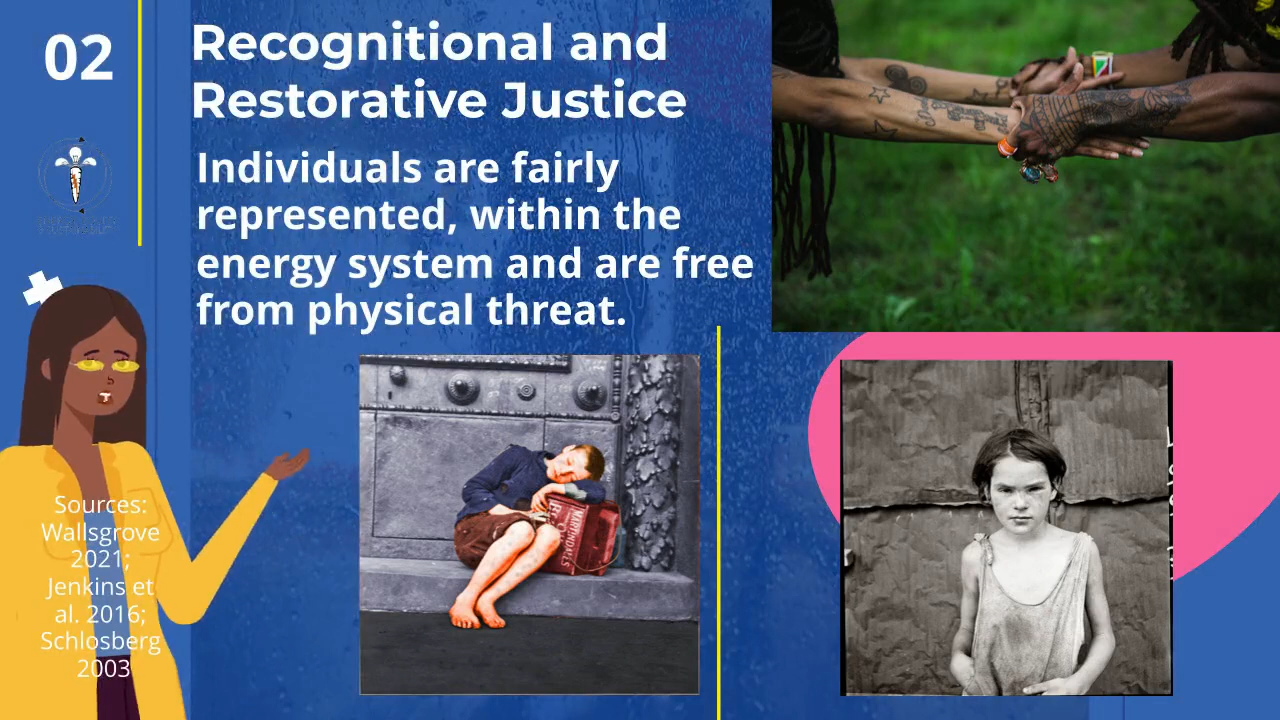 02
Recognitional and
Restorative Justice
Individuals are fairly
represented, within the
energy system and are free
from physical threat.
MARTINDALES
Sources:
Wallsgrove
2021;
Jenkins et
al. 2016;
Schlosberg
2003